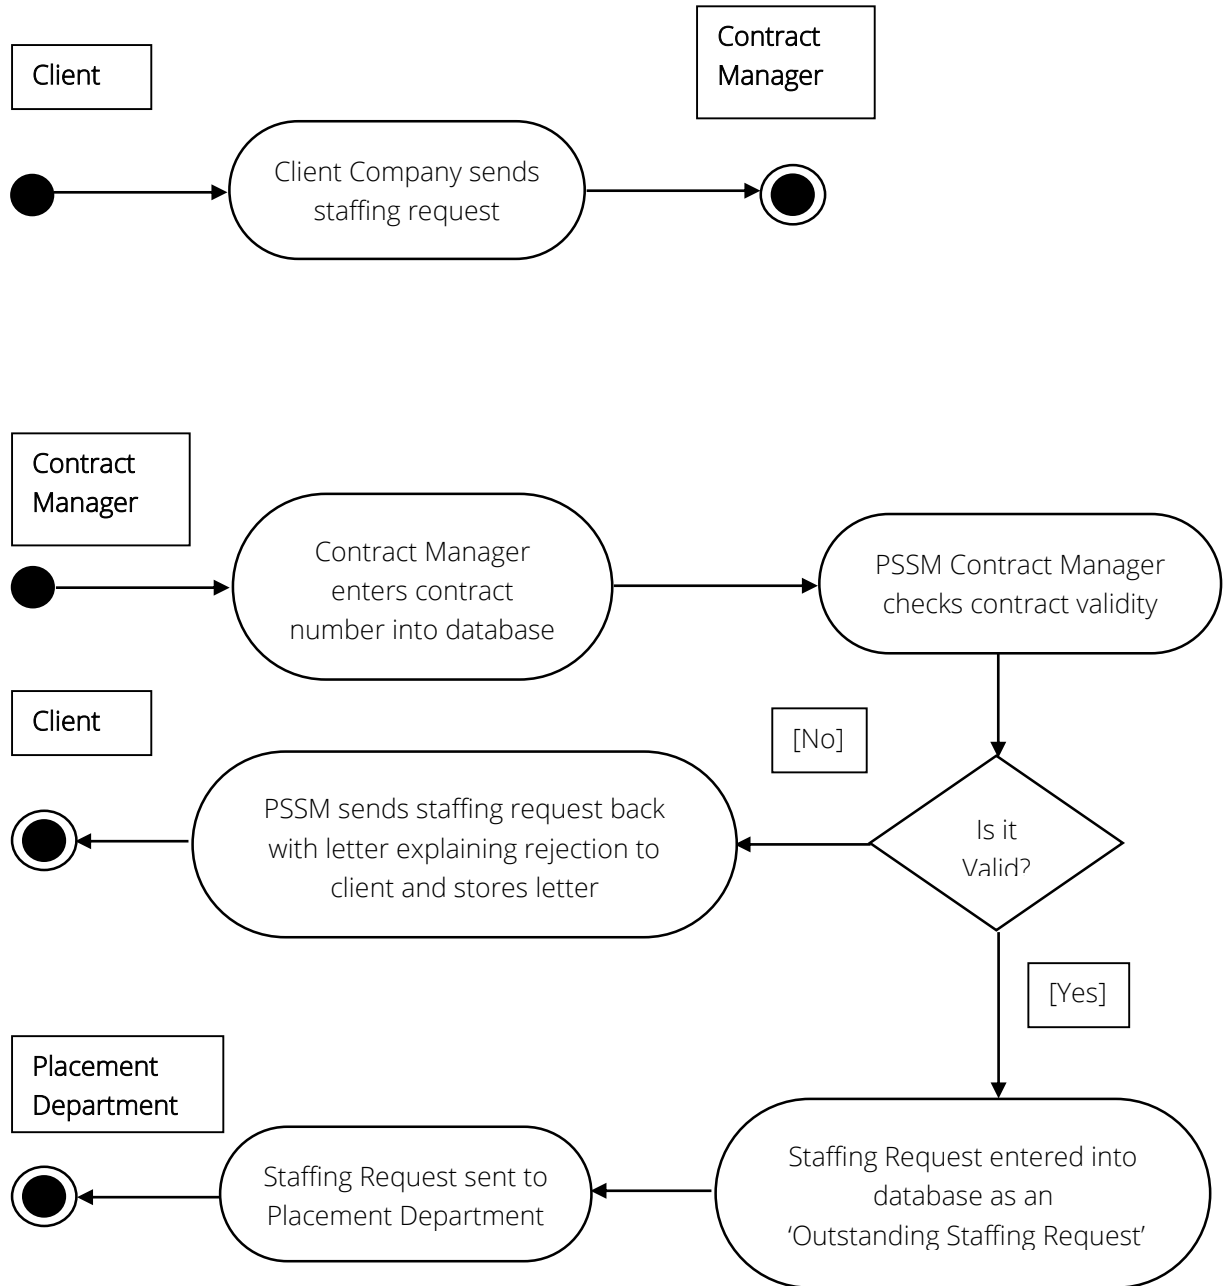 Client
Contract
Manager
Client Company sends
staffing request
Contract
Manager
Contract Manager
enters contract
number into database
PSSM Contract Manager
checks contract validity
Client
[No]
PSSM sends staffing request back
with letter explaining rejection to
client and stores letter
Is it
Valid?
[Yes]
Placement
Department
Staffing Request sent to
Placement Department
Staffing Request entered into
database as an
‘Outstanding Staffing Request’